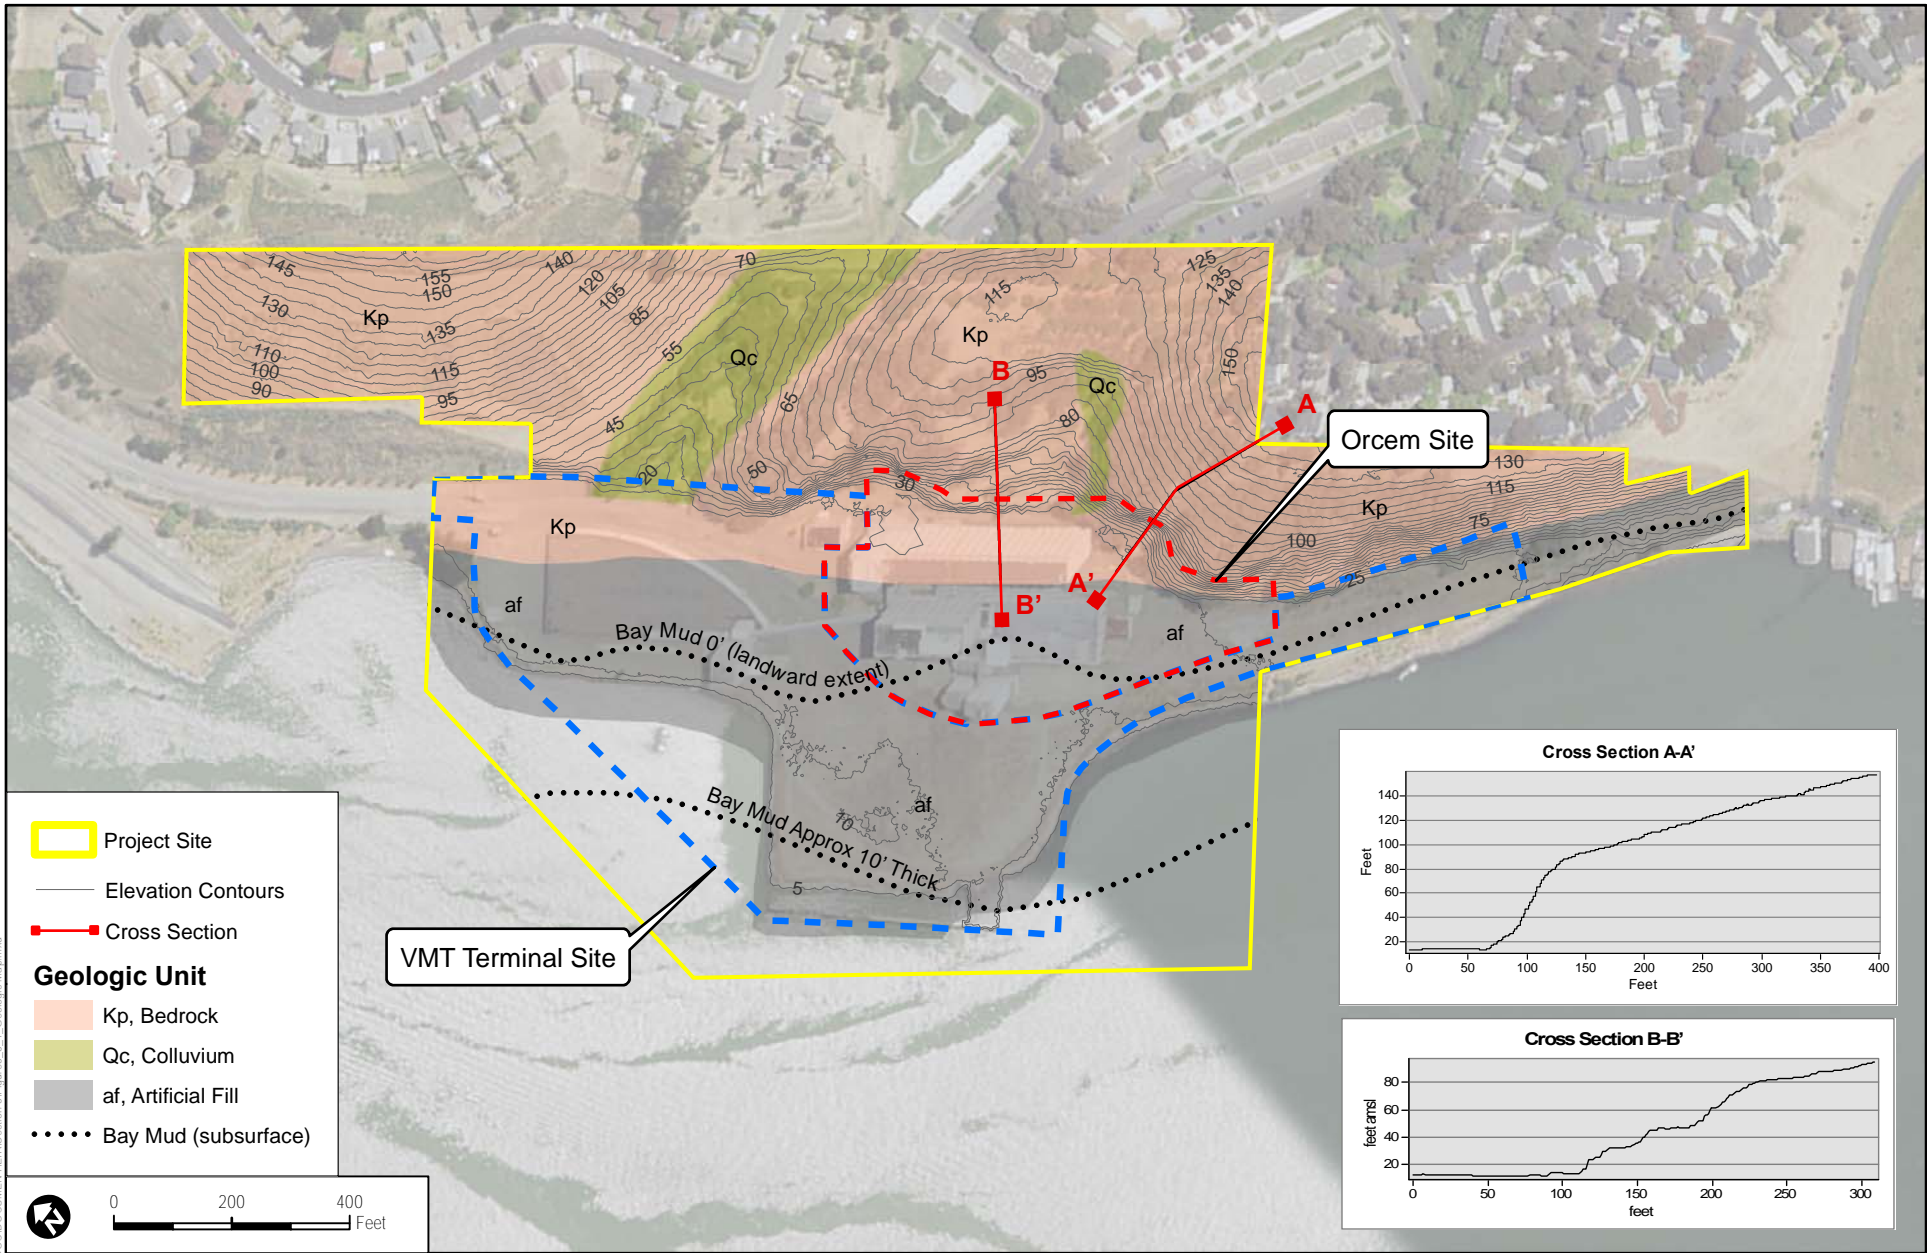 145
155
150
140
120
105
85
70
130
Kp
135
110
100
90
115
95
55
Qc
65
45
20
50
115
Kp
125
135
140
150
B
95
Qc
80
A
30
Orcem Site
130
115
Kp
75
100
25
Kp
af
A'
B'
af
Bay Mud 0' (landward extent)
Bay Mud Approx 10' Thick
10
af
5
VMT Terminal Site
Project Site
Elevation Contours
Cross Section
Geologic Unit
Kp, Bedrock
Qc, Colluvium
af, Artificial Fill
Bay Mud (subsurface)
N
0 200 400
Feet
Cross Section A-A'
Feet
140
120
100
80
60
40
20
0 50 100 150 200 250 300 350 400
Feet
Cross Section B-B'
feet amsl
80
60
40
20
0 50 100 150 200 250 300
feet